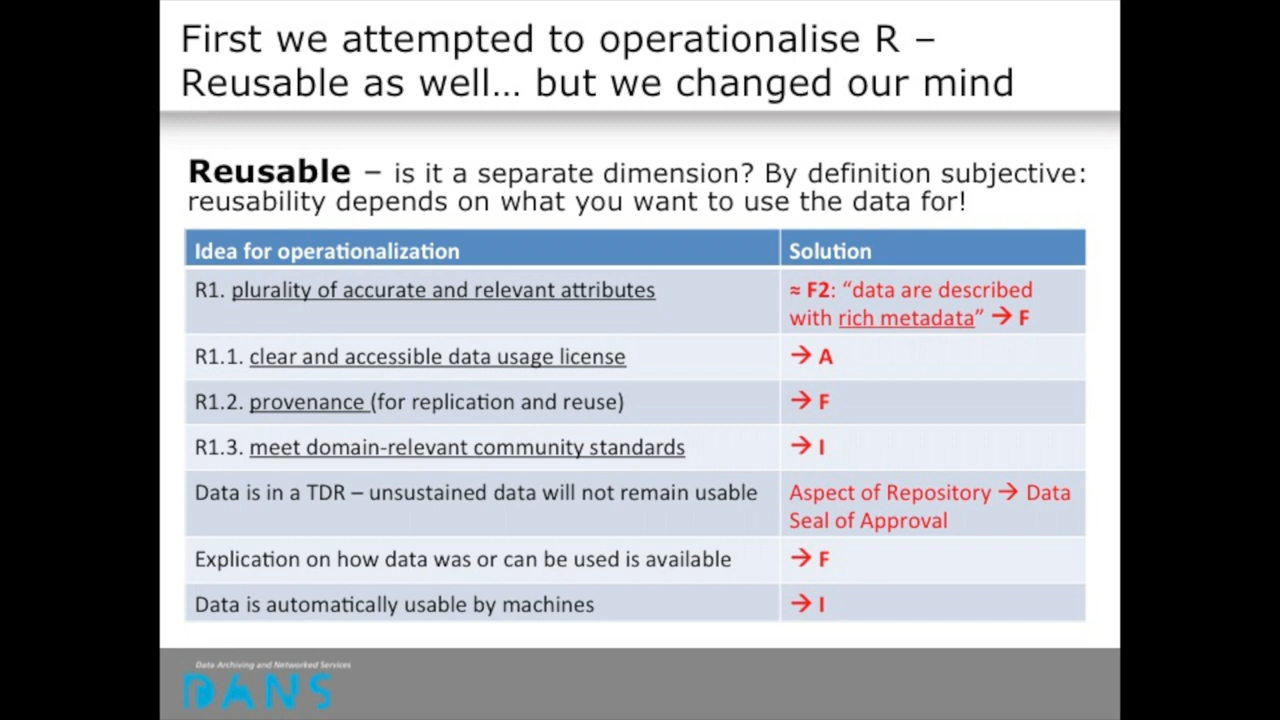 First we attempted to operationalise R –
Reusable as well… but we changed our mind
Reusable – is it a separate dimension? By definition subjective:
reusability depends on what you want to use the data for!
Idea for operationalization
Solution
R1. plurality of accurate and relevant attributes
≈ F2: “data are described
with rich metadata” → F
R1.1. clear and accessible data usage license
→ A
R1.2. provenance (for replication and reuse)
→ F
R1.3. meet domain-relevant community standards
→ I
Data is in a TDR – unsustained data will not remain usable
Aspect of Repository → Data
Seal of Approval
Explication on how data was or can be used is available
→ F
Data is automatically usable by machines
→ I
Data Archiving and Networked Services
DANS